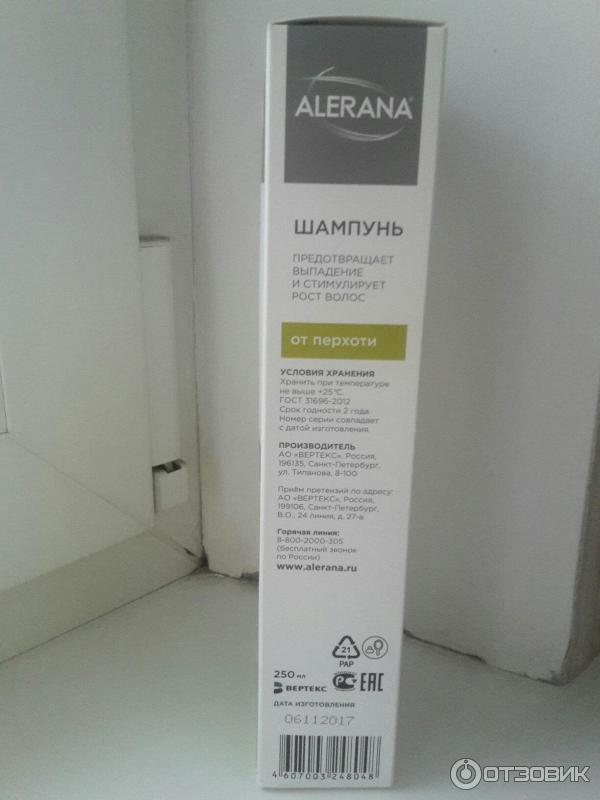 ALERANA®
ШАМПУНЬ
ПРЕДОТВРАЩАЕТ
ВЫПАДЕНИЕ
И СТИМУЛИРУЕТ
РОСТ ВОЛОС
от перхоти
УСЛОВИЯ ХРАНЕНИЯ
Хранить при температуре
не выше +25°С.
ГОСТ 31696-2012
Срок годности 2 года.
Номер серии совпадает
с датой изготовления.
ПРОИЗВОДИТЕЛЬ
АО «ВЕРТЕКС», Россия,
196135, Санкт-Петербург,
ул. Типанова, 8-100
Приём претензий по адресу:
АО «ВЕРТЕКС», Россия,
199106, Санкт-Петербург,
В.О., 24 линия, д. 27-а.
Горячая линия:
8-800-2000-305
(бесплатный звонок
по России)
www.alerana.ru
21
PAP
250 мл
ВЕРТЕКС
РСТ EAC
ДАТА ИЗГОТОВЛЕНИЯ
06112017
4 607003 248048
ОТЗОВИК